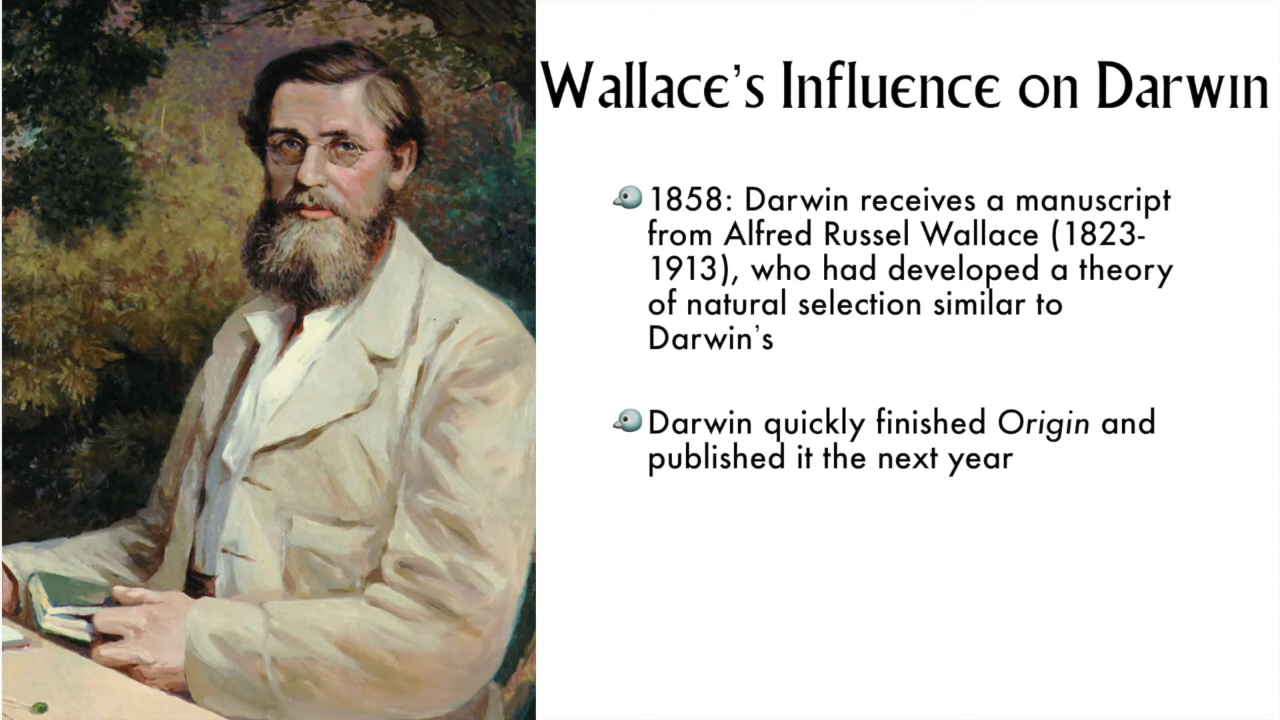 Wallace’s Influence on Darwin
1858: Darwin receives a manuscript
from Alfred Russel Wallace (1823-
1913), who had developed a theory
of natural selection similar to
Darwin’s
Darwin quickly finished Origin and
published it the next year